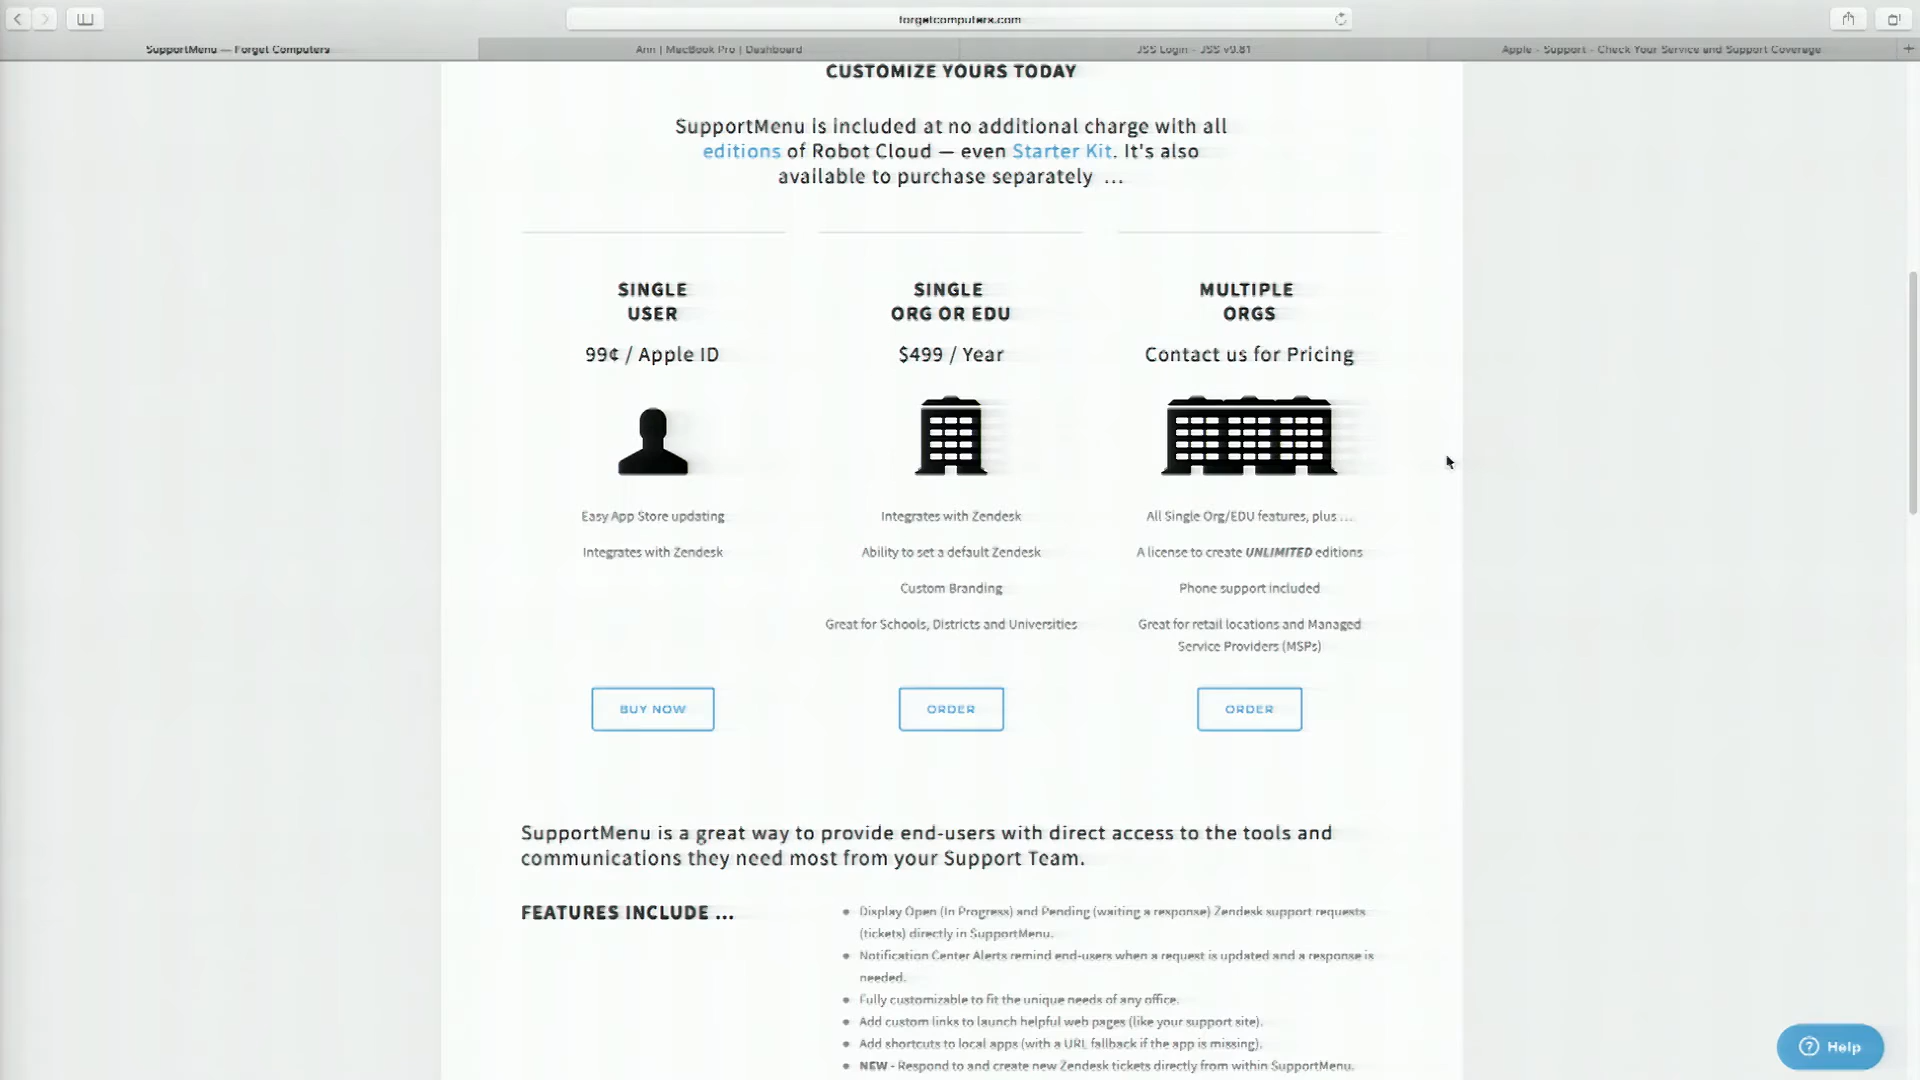 forgetcomputers.com
SupportMenu — Forget Computers
Ann | MacBook Pro | Dashboard
JSS Login - JSS v9.81
Apple - Support - Check Your Service and Support Coverage
CUSTOMIZE YOURS TODAY
SupportMenu is included at no additional charge with all
editions of Robot Cloud — even Starter Kit. It's also
available to purchase separately ...
SINGLE
USER
99¢ / Apple ID
Easy App Store updating
Integrates with Zendesk
BUY NOW
SINGLE
ORG OR EDU
$499 / Year
Integrates with Zendesk
Ability to set a default Zendesk
Custom Branding
Great for Schools, Districts and Universities
ORDER
MULTIPLE
ORGS
Contact us for Pricing
All Single Org/EDU features, plus ...
A license to create UNLIMITED editions
Phone support included
Great for retail locations and Managed
Service Providers (MSPs)
ORDER
SupportMenu is a great way to provide end-users with direct access to the tools and
communications they need most from your Support Team.
FEATURES INCLUDE ...
• Display Open (In Progress) and Pending (waiting a response) Zendesk support requests
(tickets) directly in SupportMenu.
• Notification Center Alerts remind end-users when a request is updated and a response is
needed.
• Fully customizable to fit the unique needs of any office.
• Add custom links to launch helpful web pages (like your support site).
• Add shortcuts to local apps (with a URL fallback if the app is missing).
• NEW - Respond to and create new Zendesk tickets directly from within SupportMenu.
Help